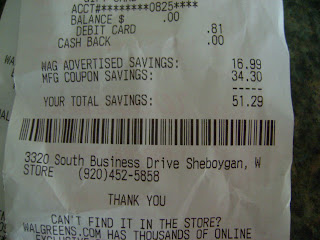 ACCT#********0825****
BALANCE $ .00
DEBIT CARD .81
CASH BACK .00
WAG ADVERTISED SAVINGS: 16.99
MFG COUPON SAVINGS: 34.30
-----
YOUR TOTAL SAVINGS: 51.29
3320 South Business Drive Sheboygan, W
STORE (920)452-5858
THANK YOU
CAN'T FIND IT IN THE STORE?
WALGREENS.COM HAS THOUSANDS OF ONLINE